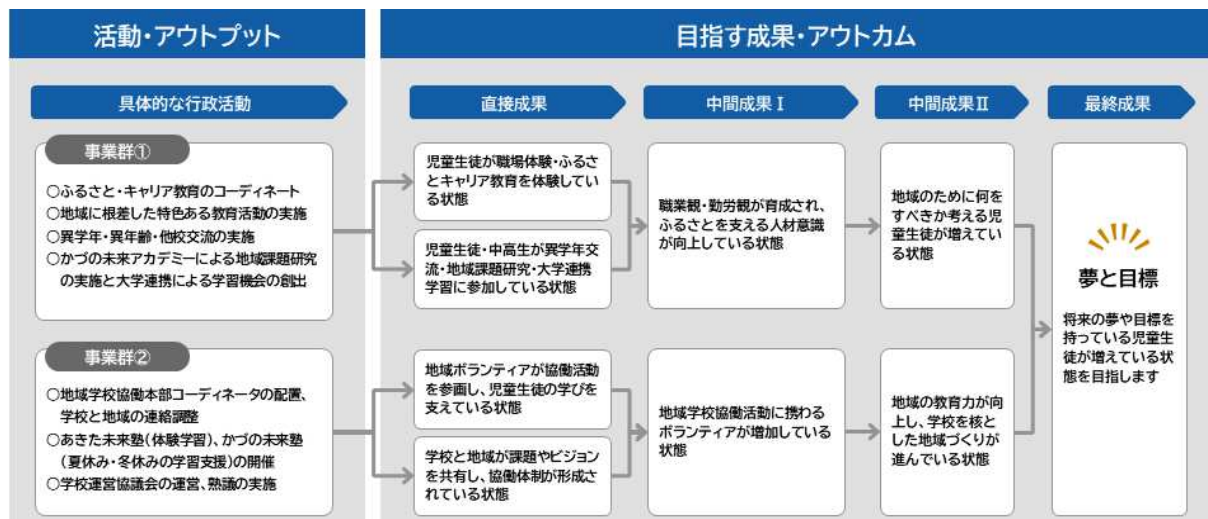 活動・アウトプット
目指す成果・アウトカム
具体的な行政活動
直接成果
中間成果Ⅰ
中間成果Ⅱ
最終成果
事業群①
○ふるさと・キャリア教育のコーディネート
○地域に根差した特色ある教育活動の実施
○異学年・異年齢・他校交流の実施
○かづの未来アカデミーによる地域課題研究
の実施と大学連携による学習機会の創出
児童生徒が職場体験・ふるさ
とキャリア教育を体験してい
る状態
児童生徒・中高生が異学年交
流・地域課題研究・大学連携
学習に参加している状態
職業観・勤労観が育成され、
ふるさとを支える人材意識
が向上している状態
地域のために何を
すべきか考える児
童生徒が増えてい
る状態
事業群②
○地域学校協働本部コーディネータの配置、
学校と地域の連絡調整
○あきた未来塾(体験学習)、かづの未来塾
(夏休み・冬休みの学習支援)の開催
○学校運営協議会の運営、熟議の実施
地域ボランティアが協働活動
を参画し、児童生徒の学びを
支えている状態
学校と地域が課題やビジョン
を共有し、協働体制が形成さ
れている状態
地域学校協働活動に携わる
ボランティアが増加している
状態
地域の教育力が向
上し、学校を核と
した地域づくりが
進んでいる状態
夢と目標
将来の夢や目標を
持っている児童生
徒が増えている状
態を目指します